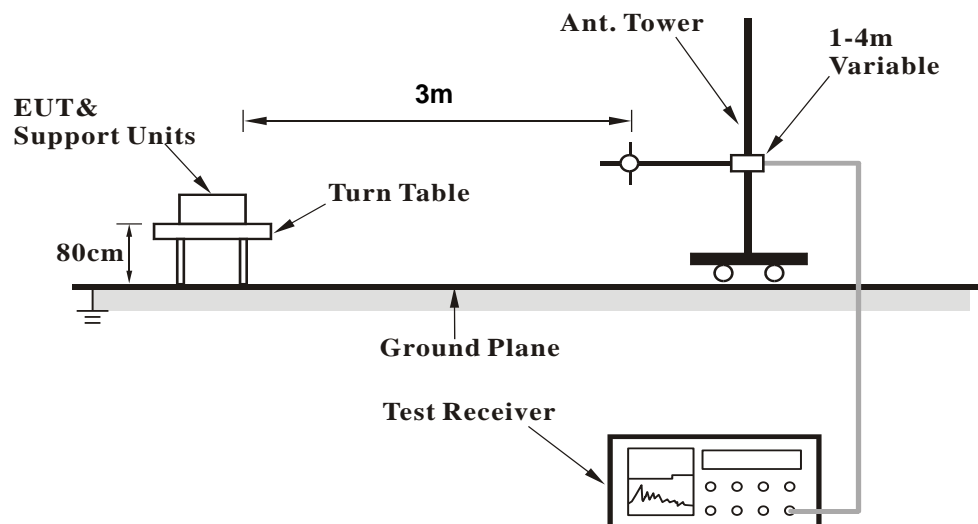 Ant. Tower
1-4m
Variable
3m
EUT&
Support Units
Turn Table
80cm
Ground Plane
Test Receiver